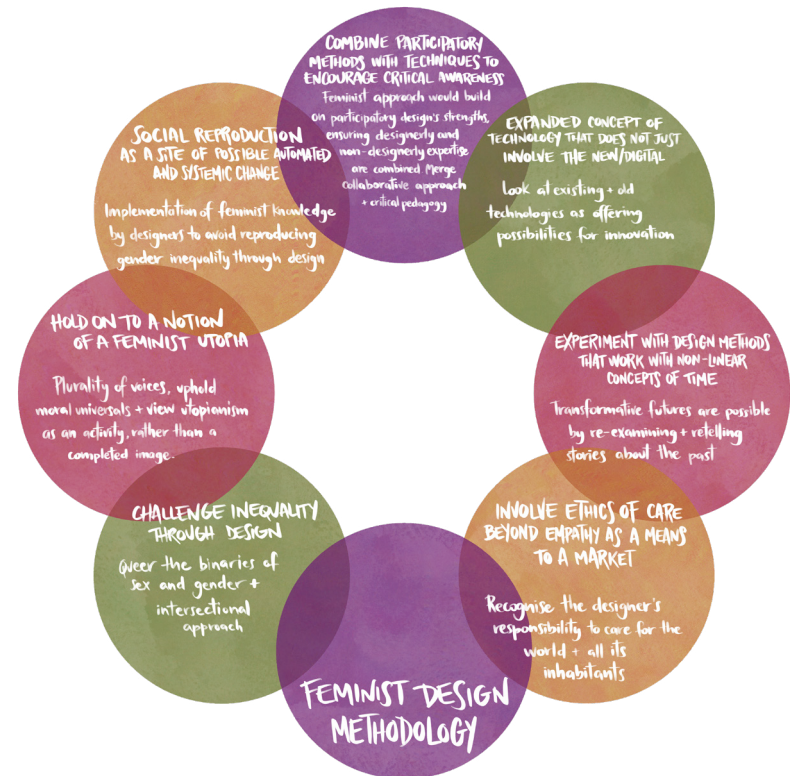 COMBINE PARTICIPATORY
METHODS WITH TECHNIQUES TO
ENCOURAGE CRITICAL AWARENESS
Feminist approach would build
on participatory design's strengths,
ensuring designerly and
non-designerly expertise
are combined Merge
collaborative approach
+ critical pedagogy
EXPANDED CONCEPT OF
TECHNOLOGY THAT DOES NOT JUST
INVOLVE THE NEW/DIGITAL
Look at existing + old
technologies as offering
possibilities for innovation
EXPERIMENT WITH DESIGN METHODS
THAT WORK WITH NON-LINEAR
CONCEPTS OF TIME
Transformative futures are possible
by re-examining + retelling
stories about the past
INVOLVE ETHICS OF CARE
BEYOND EMPATHY AS A MEANS
TO A MARKET
Recognise the designer's
responsibility to care for the
world + all its
inhabitants
FEMINIST DESIGN
METHODOLOGY
CHALLENGE INEQUALITY
THROUGH DESIGN
Queer the binaries of
sex and gender +
intersectional
approach
HOLD ON TO A NOTION
OF A FEMINIST UTOPIA
Plurality of voices, uphold
moral universals + view utopianism
as an activity, rather than a
completed image.
SOCIAL REPRODUCTION
AS A SITE OF POSSIBLE AUTOMATED
AND SYSTEMIC CHANGE
Implementation of feminist knowledge
by designers to avoid reproducing
gender inequality through design